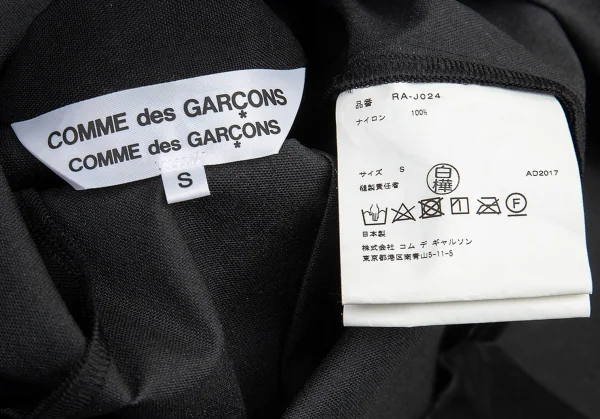 COMME des GARÇONS
COMME des GARÇONS
S
品番 RA-J024
ナイロン 100%
サイズ S
縫製責任者 白樺 AD2017
F
日本製
株式会社 コム デ ギャルソン
東京都港区南青山5-11-5